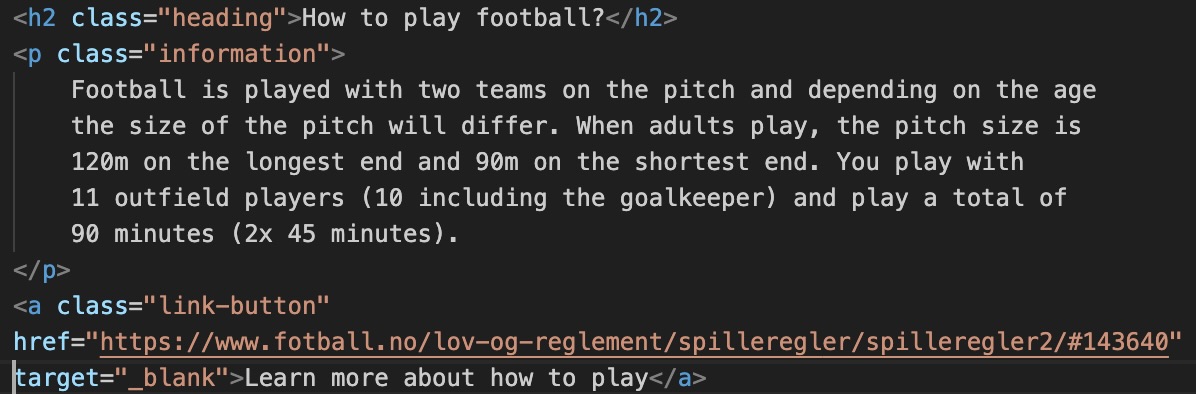 <h2 class="heading">How to play football?</h2>
<p class="information">
Football is played with two teams on the pitch and depending on the age
the size of the pitch will differ. When adults play, the pitch size is
120m on the longest end and 90m on the shortest end. You play with
11 outfield players (10 including the goalkeeper) and play a total of
90 minutes (2x 45 minutes).
</p>
<a class="link-button"
href="https://www.fotball.no/lov-og-reglement/spilleregler/spilleregler2/#143640"
target="_blank">Learn more about how to play</a>